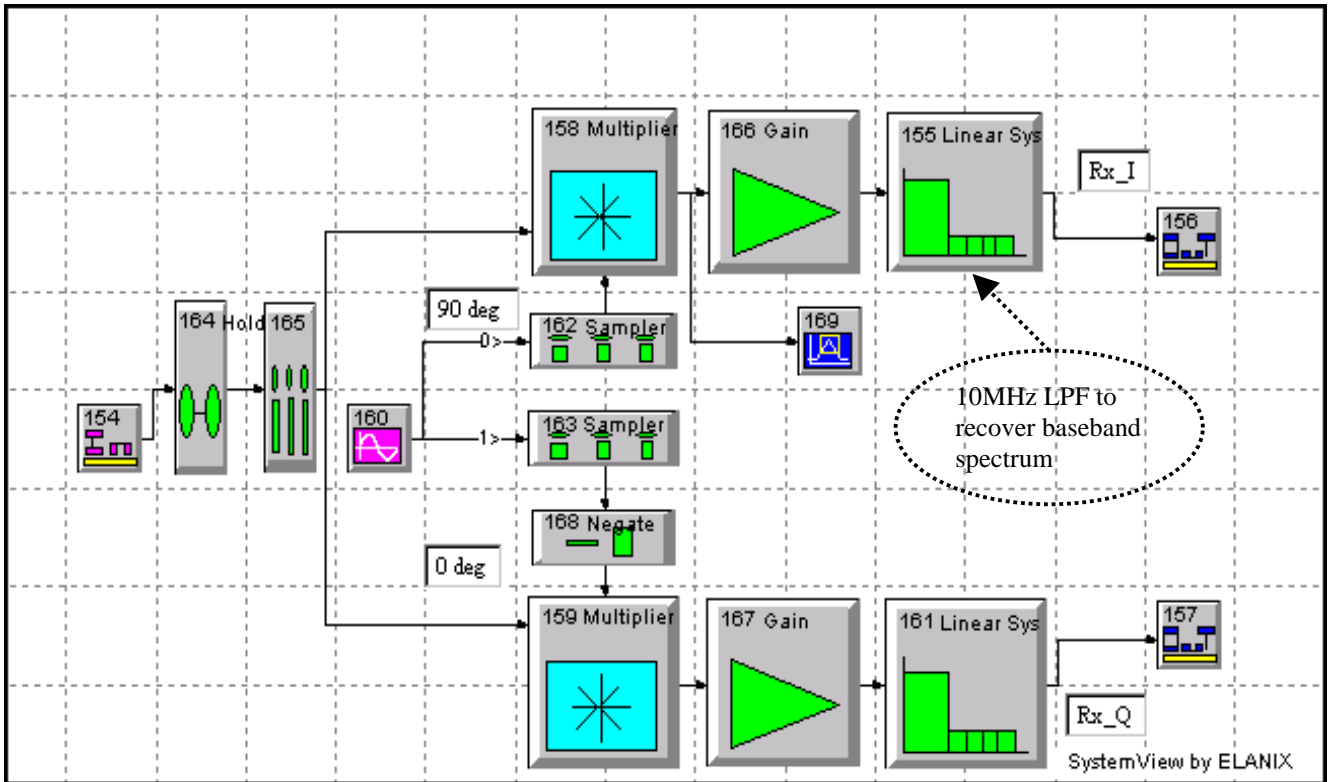 158 Multiplier
166 Gain
155 Linear Sys
Rx_I
156
90 deg
164 Hold
165
162 Sampler
0>
169
10MHz LPF to
recover baseband
spectrum
154
160
163 Sampler
1>
168 Negate
0 deg
159 Multiplier
167 Gain
161 Linear Sys
157
Rx_Q
SystemView by ELANIX